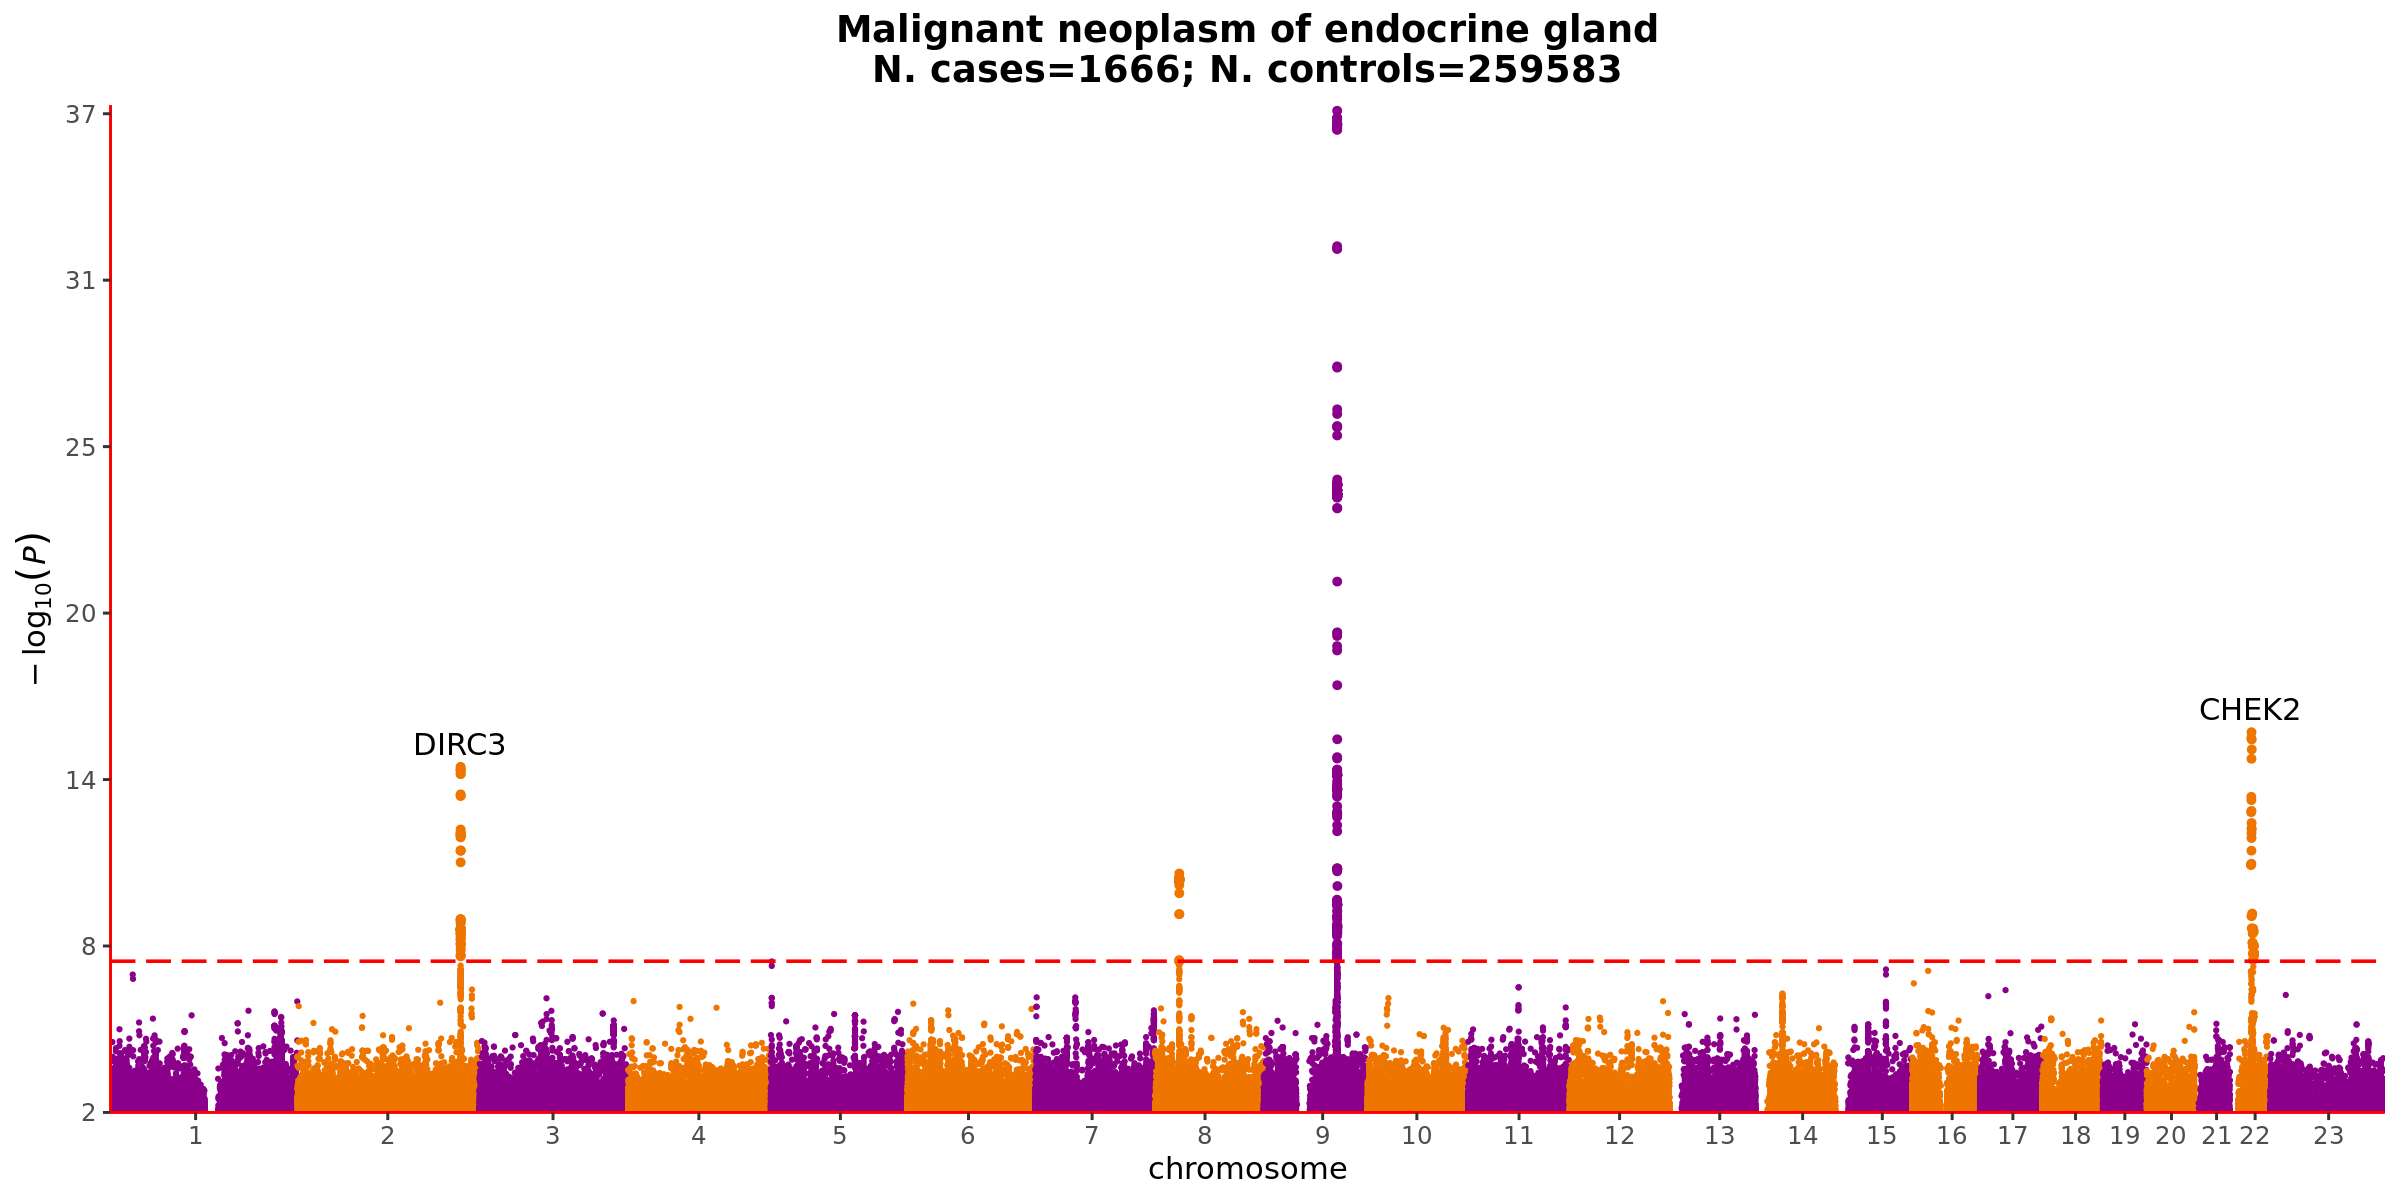 Malignant neoplasm of endocrine gland
N. cases=1666; N. controls=259583
37
31
25
20
14
8
2
− log10(P)
DIRC3
CHEK2
1 2 3 4 5 6 7 8 9 10 11 12 13 14 15 16 17 18 19 20 21 22 23
chromosome